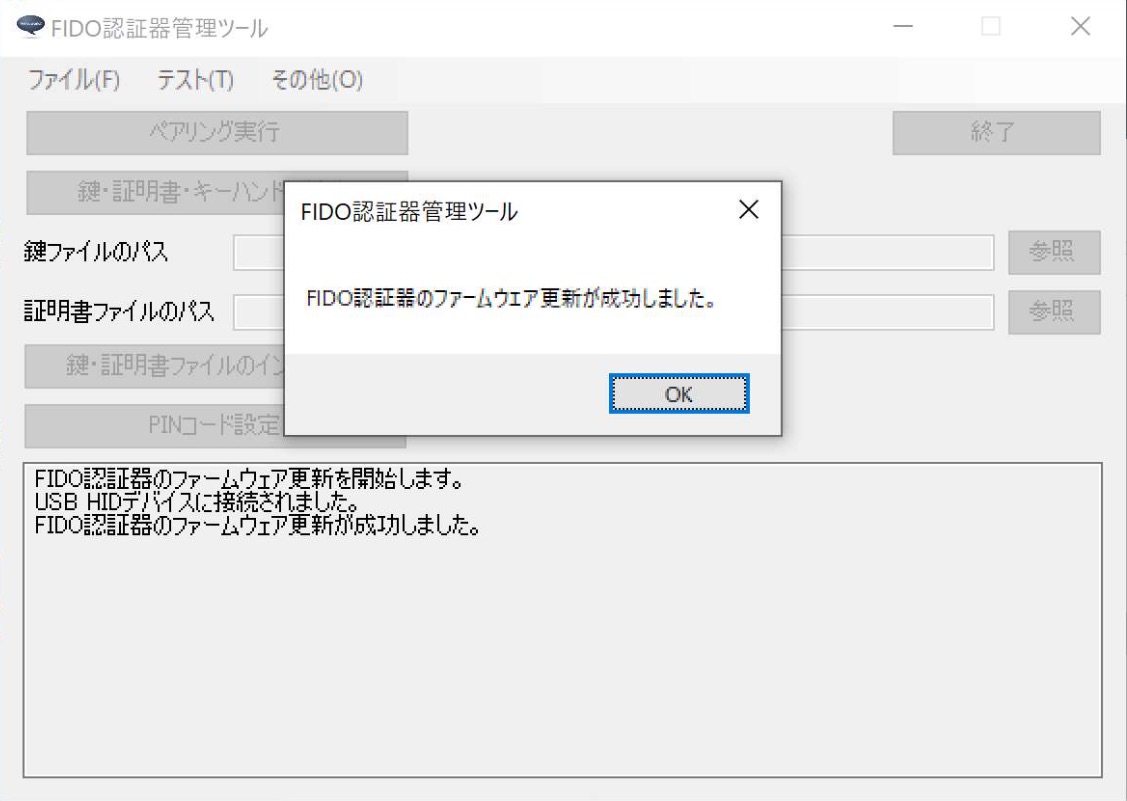 FIDO認証器管理ツール
ファイル(F) テスト(T) その他(O)
ペアリング実行 終了
鍵・証明書・キーハンド
FIDO認証器管理ツール
鍵ファイルのパス 参照
FIDO認証器のファームウェア更新が成功しました。
証明書ファイルのパス 参照
鍵・証明書ファイルのイン
OK
PINコード設定
FIDO認証器のファームウェア更新を開始します。
USB HIDデバイスに接続されました。
FIDO認証器のファームウェア更新が成功しました。